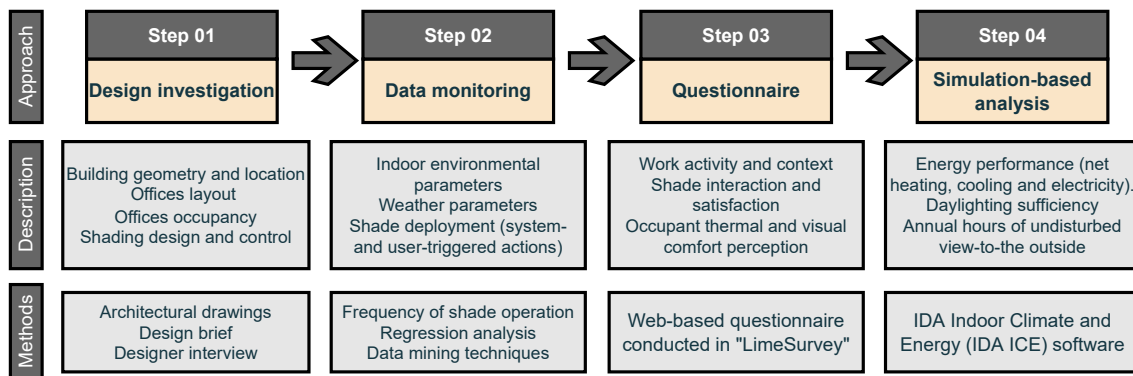 Approach
Step 01
Design investigation
Step 02
Data monitoring
Step 03
Questionnaire
Step 04
Simulation-based
analysis
Description
Building geometry and location
Offices layout
Offices occupancy
Shading design and control
Indoor environmental
parameters
Weather parameters
Shade deployment (system-
and user-triggered actions)
Work activity and context
Shade interaction and
satisfaction
Occupant thermal and visual
comfort perception
Energy performance (net
heating, cooling and electricity).
Daylighting sufficiency
Annual hours of undisturbed
view-to-the outside
Methods
Architectural drawings
Design brief
Designer interview
Frequency of shade operation
Regression analysis
Data mining techniques
Web-based questionnaire
conducted in "LimeSurvey"
IDA Indoor Climate and
Energy (IDA ICE) software